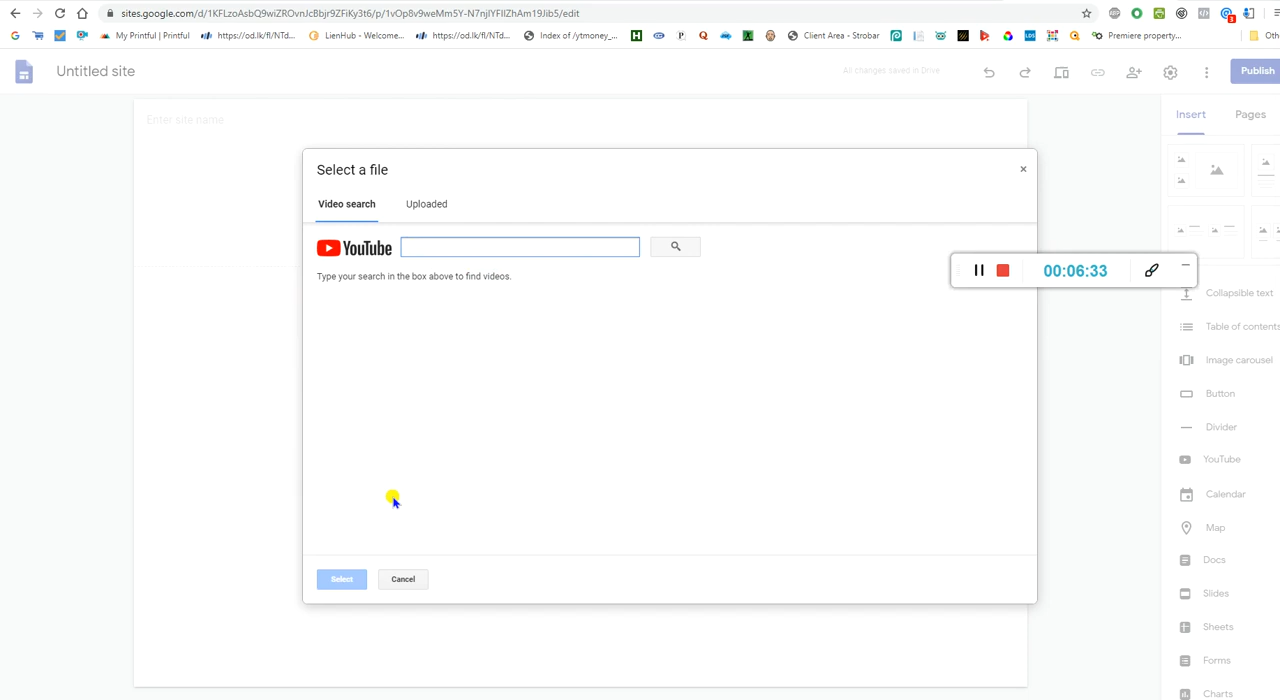 sites.google.com/d/1KFLzoAsbQ9wiZROvnJcBbjr9ZFiKy3t6/p/1vOp8v9weMm5Y-N7njIYFIlZhAm19Jib5/edit
My Printful | Printful
https://od.lk/fl/NTd...
LienHub - Welcome...
https://od.lk/fl/NTd...
Index of /ytmoney_...
Client Area - Strobar
Premiere property...
Oth
Untitled site
All changes saved in Drive
Publish
Enter site name
Insert
Pages
Select a file
×
Video search
Uploaded
YouTube
Type your search in the box above to find videos.
00:06:33
Collapsible text
Table of contents
Image carousel
Button
Divider
YouTube
Calendar
Map
Docs
Slides
Sheets
Forms
Charts
Select
Cancel